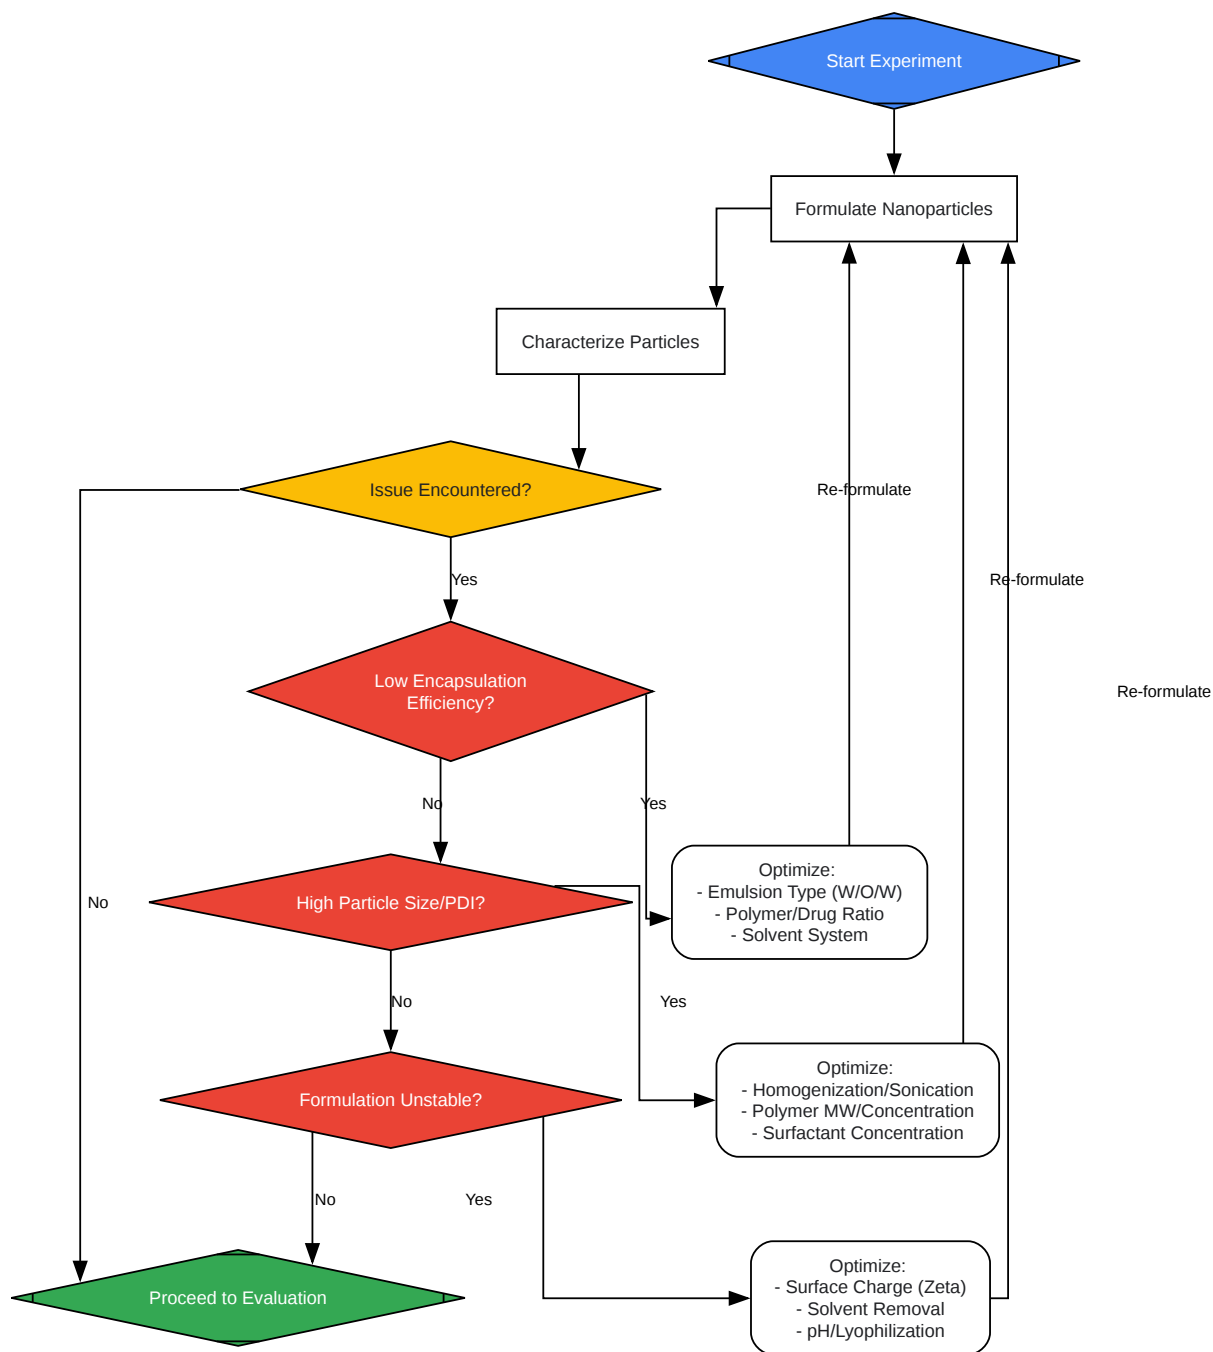 Start Experiment
Formulate Nanoparticles
Characterize Particles
Issue Encountered?
Re-formulate
Yes
Re-formulate
Low Encapsulation
Efficiency?
Re-formulate
No
Yes
Optimize:
- Emulsion Type (W/O/W)
- Polymer/Drug Ratio
- Solvent System
No
High Particle Size/PDI?
No
Yes
Optimize:
- Homogenization/Sonication
- Polymer MW/Concentration
- Surfactant Concentration
Formulation Unstable?
No
Yes
Optimize:
- Surface Charge (Zeta)
- Solvent Removal
- pH/Lyophilization
Proceed to Evaluation